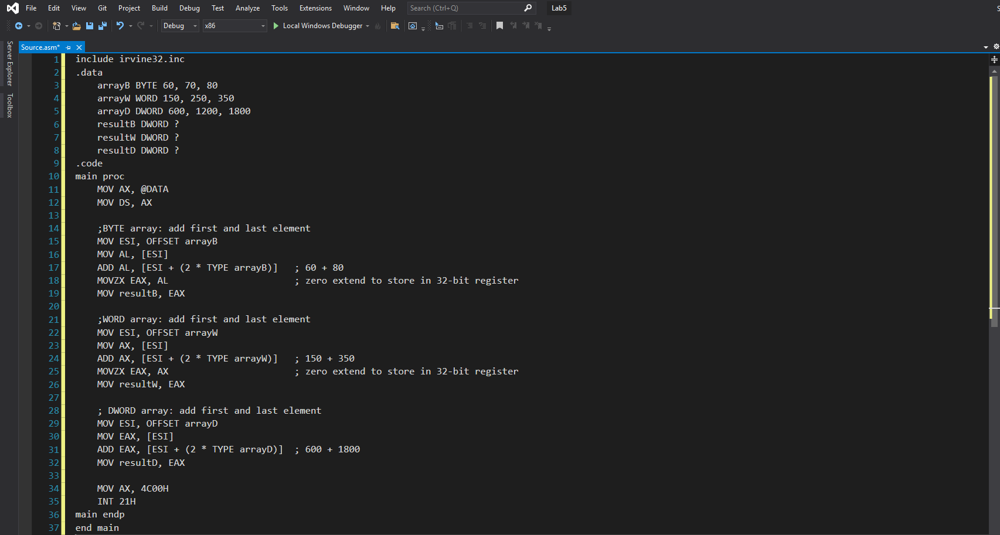 File Edit View Git Project Build Debug Test Analyze Tools Extensions Window Help Search (Ctrl+Q) Lab5
Debug x86 Local Windows Debugger
Server Explorer
Toolbox
Source.asm*
1 include irvine32.inc
2 .data
3 arrayB BYTE 60, 70, 80
4 arrayW WORD 150, 250, 350
5 arrayD DWORD 600, 1200, 1800
6 resultB DWORD ?
7 resultW DWORD ?
8 resultD DWORD ?
9 .code
10 main proc
11 MOV AX, @DATA
12 MOV DS, AX
13
14 ;BYTE array: add first and last element
15 MOV ESI, OFFSET arrayB
16 MOV AL, [ESI]
17 ADD AL, [ESI + (2 * TYPE arrayB)] ; 60 + 80
18 MOVZX EAX, AL ; zero extend to store in 32-bit register
19 MOV resultB, EAX
20
21 ;WORD array: add first and last element
22 MOV ESI, OFFSET arrayW
23 MOV AX, [ESI]
24 ADD AX, [ESI + (2 * TYPE arrayW)] ; 150 + 350
25 MOVZX EAX, AX ; zero extend to store in 32-bit register
26 MOV resultW, EAX
27
28 ; DWORD array: add first and last element
29 MOV ESI, OFFSET arrayD
30 MOV EAX, [ESI]
31 ADD EAX, [ESI + (2 * TYPE arrayD)] ; 600 + 1800
32 MOV resultD, EAX
33
34 MOV AX, 4C00H
35 INT 21H
36 main endp
37 end main